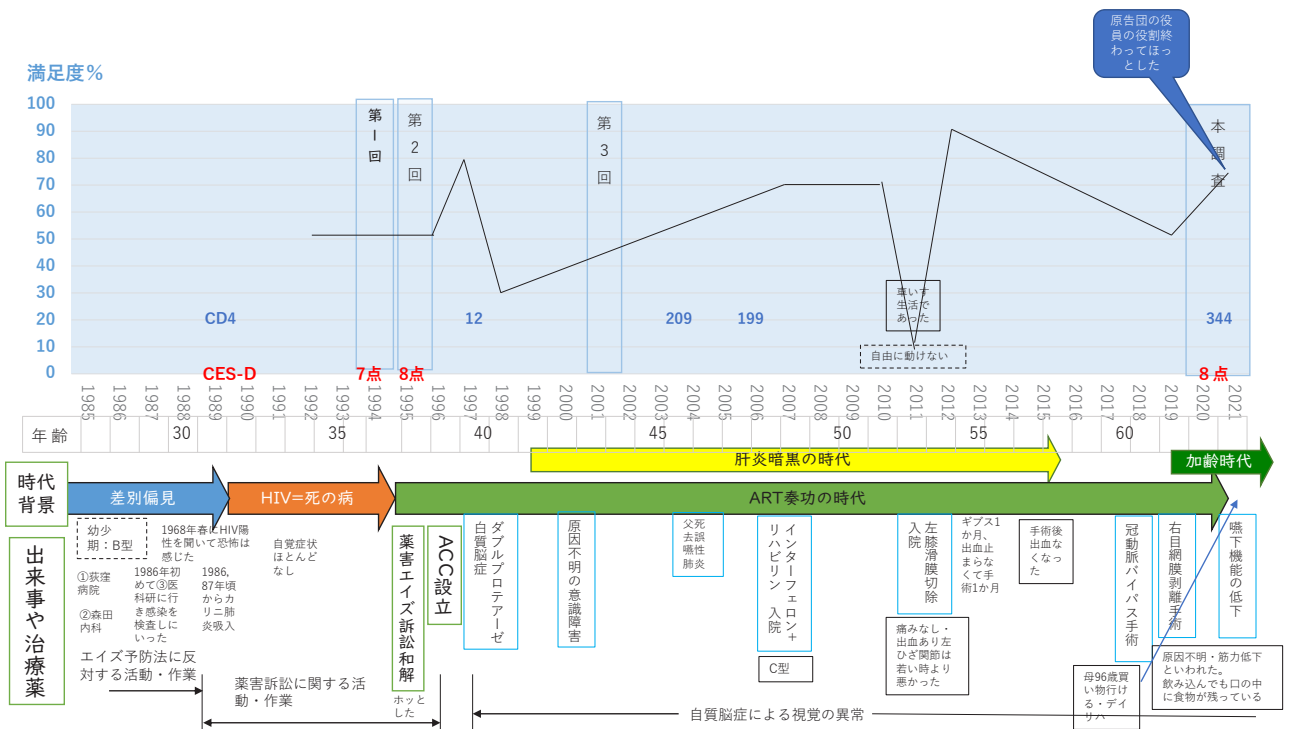 原告団の役
員の役割終
わってほっ
とした
満足度%
100
90
80
70
60
50
40
30
20
10
0
第1回
第2回
第3回
本調査
CD4
12
209
199
344
車いす
生活で
あった
自由に動けない
CES-D
7点
8点
8点
1985
1986
1987
1988
1989
1990
1991
1992
1993
1994
1995
1996
1997
1998
1999
2000
2001
2002
2003
2004
2005
2006
2007
2008
2009
2010
2011
2012
2013
2014
2015
2016
2017
2018
2019
2020
2021
年齢
30
35
40
45
50
55
60
時代
背景
差別偏見
HIV=死の病
ART奏功の時代
肝炎暗黒の時代
加齢時代
出来事や治療薬
幼少
期：B型
①荻窪
病院
②森田
内科
1968年春にHIV陽
性を聞いて恐怖は
感じた
1986年初
めて③医
科研に行
き感染を
検査しに
いった
1986,
87年頃
からカ
リニ肺
炎吸入
自覚症状
ほとんど
なし
エイズ予防法に反
対する活動・作業
薬害訴訟に関する活
動・作業
薬害エイズ訴訟和解
ホッと
した
ACC設立
ダブルプロテアーゼ
白質脳症
原因不明の意識障害
父死
去誤
嚥性
肺炎
インターフェロン+
リハビリン 入院
C型
左膝滑膜切除
入院
痛みなし・
出血あり左
ひざ関節は
若い時より
悪かった
ギプス1
か月、
出血止
まらな
くて手
術1か月
手術後
出血な
くなっ
た
冠動脈バイパス手術
右目網膜剥離手術
嚥下機能の低下
母96歳買
い物行け
る・デイ
リハ
原因不明・筋力低下
といわれた。
飲み込んでも口の中
に食物が残っている
自質脳症による視覚の異常